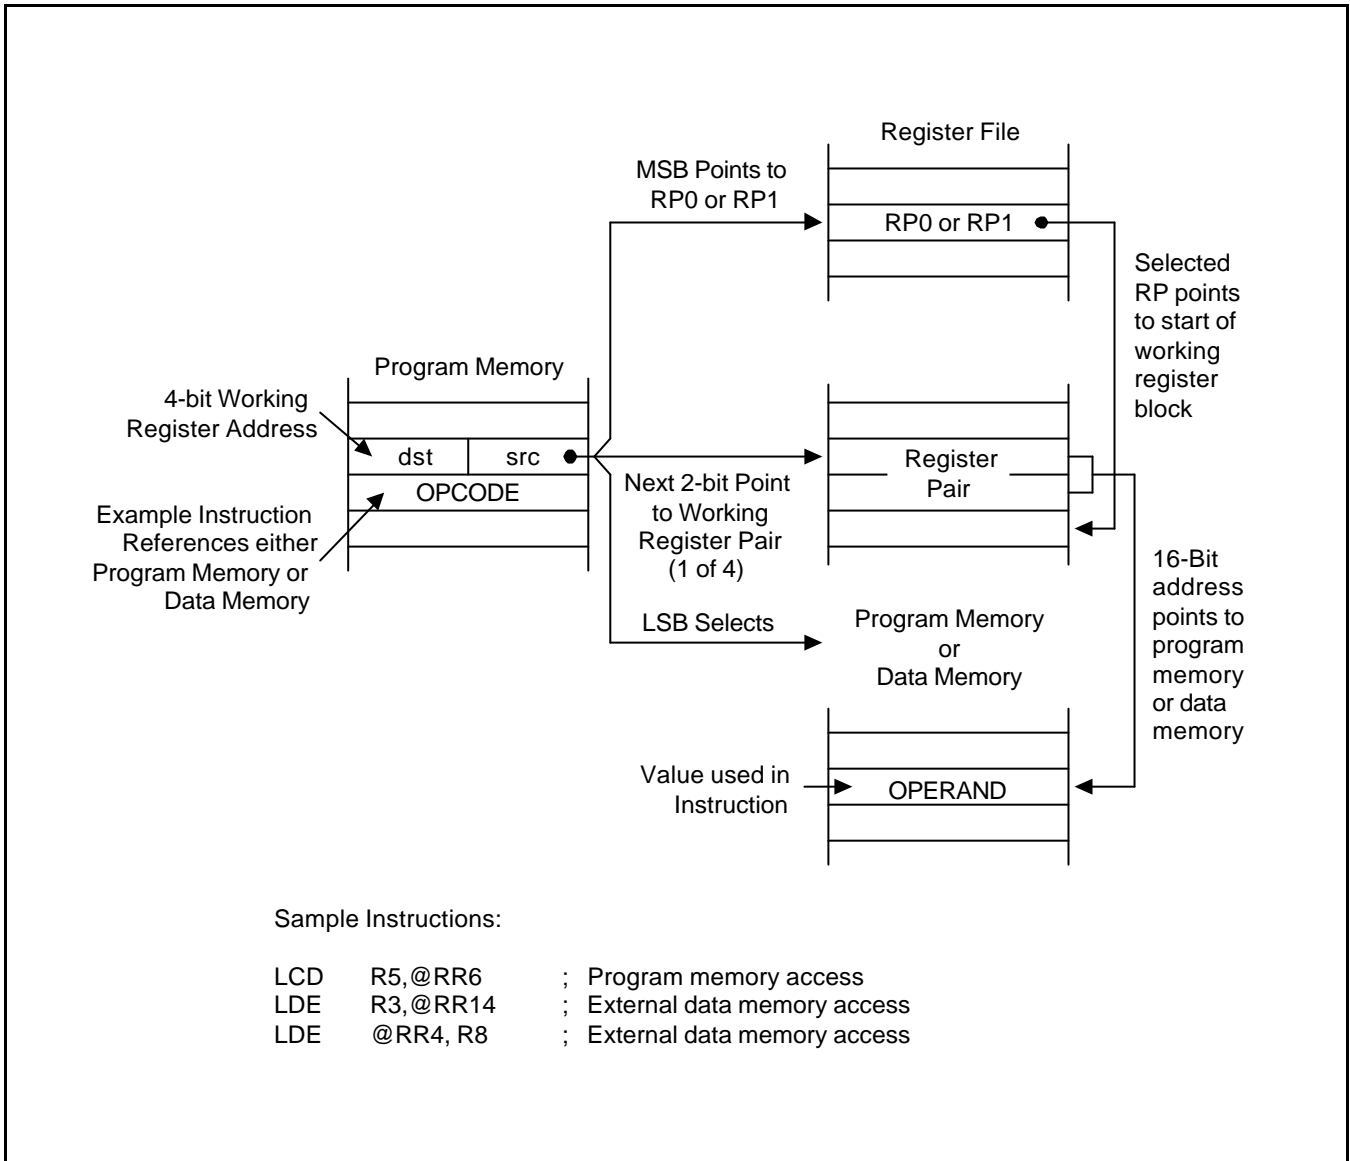 Register File
MSB Points to
RP0 or RP1
RP0 or RP1
Selected
RP points
to start of
working
register
block
Program Memory
4-bit Working
Register Address
dst src
OPCODE
Example Instruction
References either
Program Memory or
Data Memory
Next 2-bit Point
to Working
Register Pair
(1 of 4)
Register
Pair
LSB Selects
Program Memory
or
Data Memory
16-Bit
address
points to
program
memory
or data
memory
Value used in
Instruction
OPERAND
Sample Instructions:
LCD R5,@RR6 ; Program memory access
LDE R3,@RR14 ; External data memory access
LDE @RR4, R8 ; External data memory access